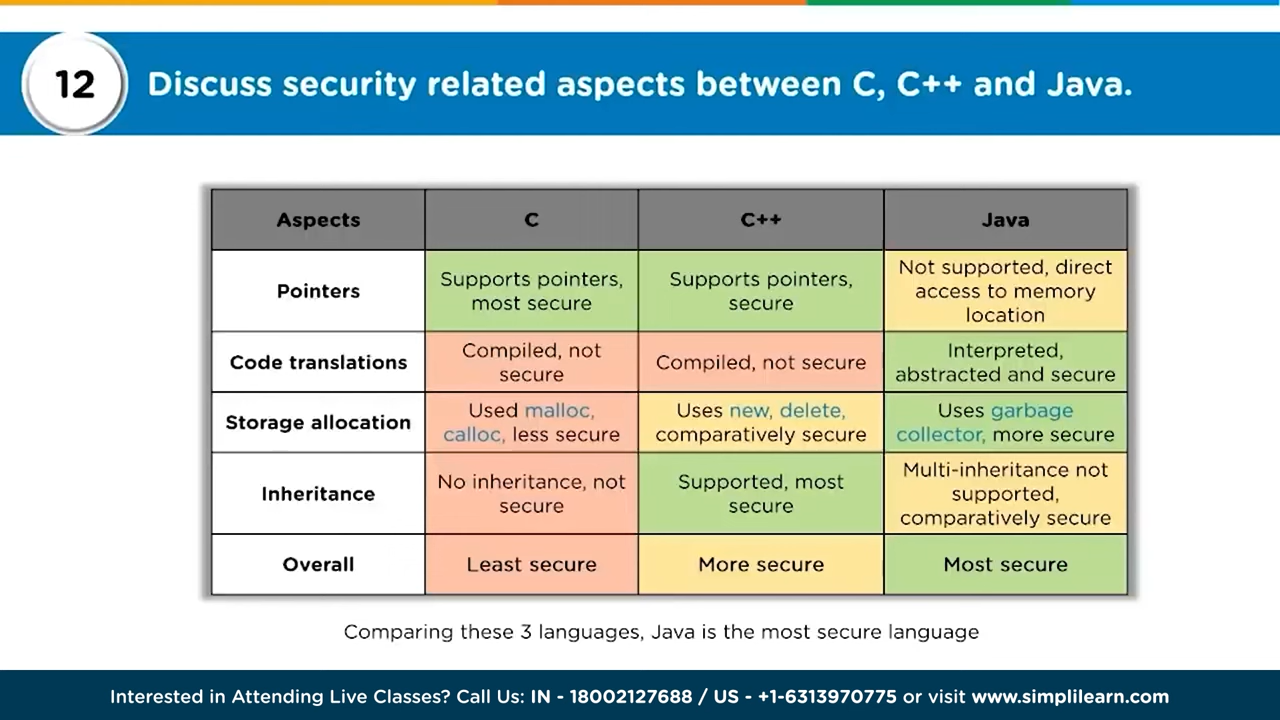 12
Discuss security related aspects between C, C++ and Java.
Aspects
C
C++
Java
Pointers
Supports pointers,
most secure
Supports pointers,
secure
Not supported, direct
access to memory
location
Code translations
Compiled, not
secure
Compiled, not secure
Interpreted,
abstracted and secure
Storage allocation
Used malloc,
calloc, less secure
Uses new, delete,
comparatively secure
Uses garbage
collector, more secure
Inheritance
No inheritance, not
secure
Supported, most
secure
Multi-inheritance not
supported,
comparatively secure
Overall
Least secure
More secure
Most secure
Comparing these 3 languages, Java is the most secure language
Interested in Attending Live Classes? Call Us: IN - 18002127688 / US - +1-6313970775 or visit www.simplilearn.com